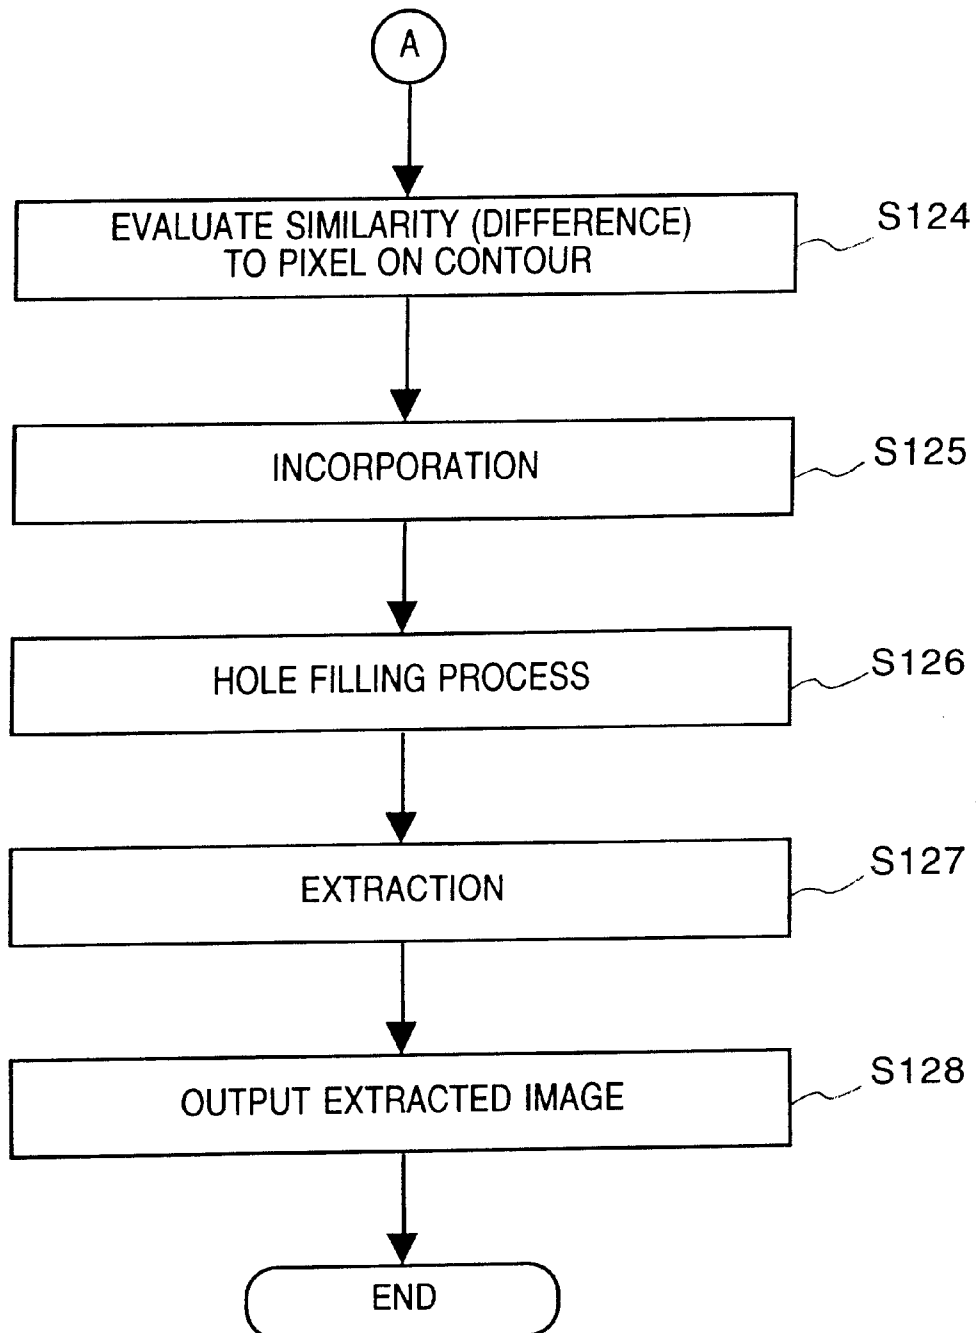 A
EVALUATE SIMILARITY (DIFFERENCE)
TO PIXEL ON CONTOUR
S124
INCORPORATION
S125
HOLE FILLING PROCESS
S126
EXTRACTION
S127
OUTPUT EXTRACTED IMAGE
S128
END